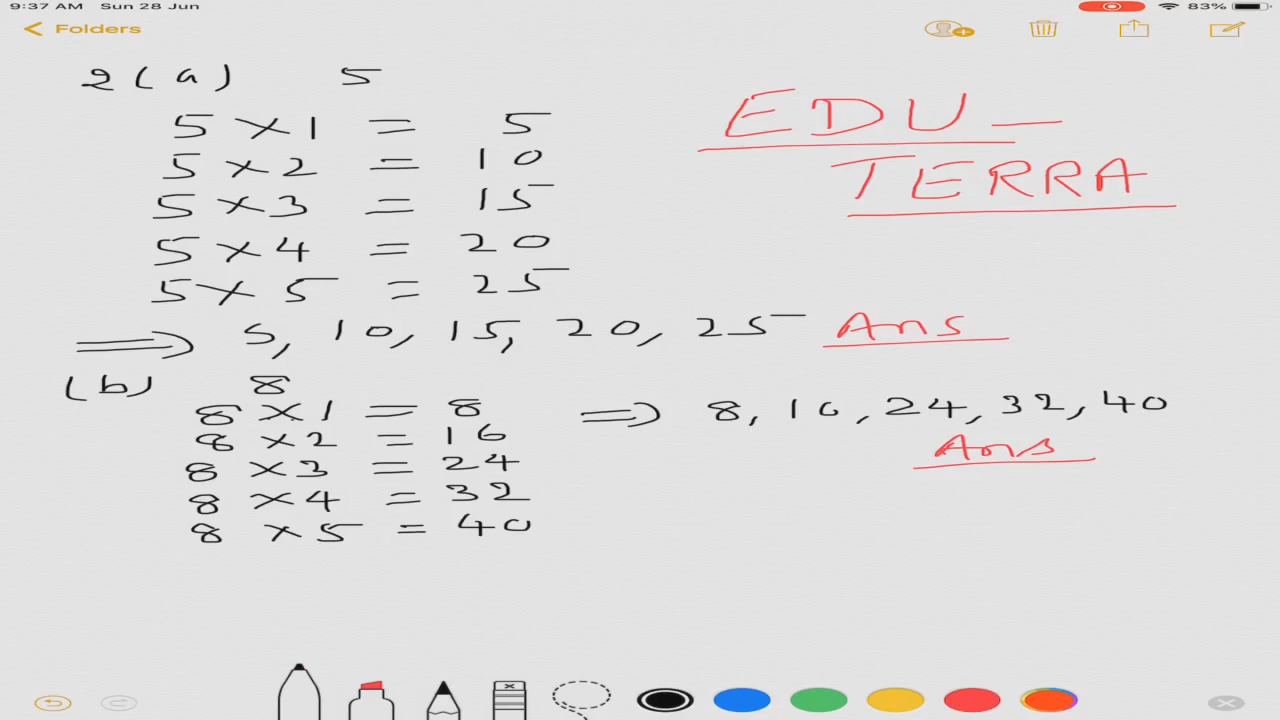 9:37 AM Sun 28 Jun
83%
Folders
2 (a) 5
EDU-
TERRA
5 × 1 = 5
5 × 2 = 10
5 × 3 = 15
5 × 4 = 20
5 × 5 = 25
⟹ 5, 10, 15, 20, 25 Ans
(b) 8
8 × 1 = 8 ⟹ 8, 16, 24, 32, 40
Ans
8 × 2 = 16
8 × 3 = 24
8 × 4 = 32
8 × 5 = 40